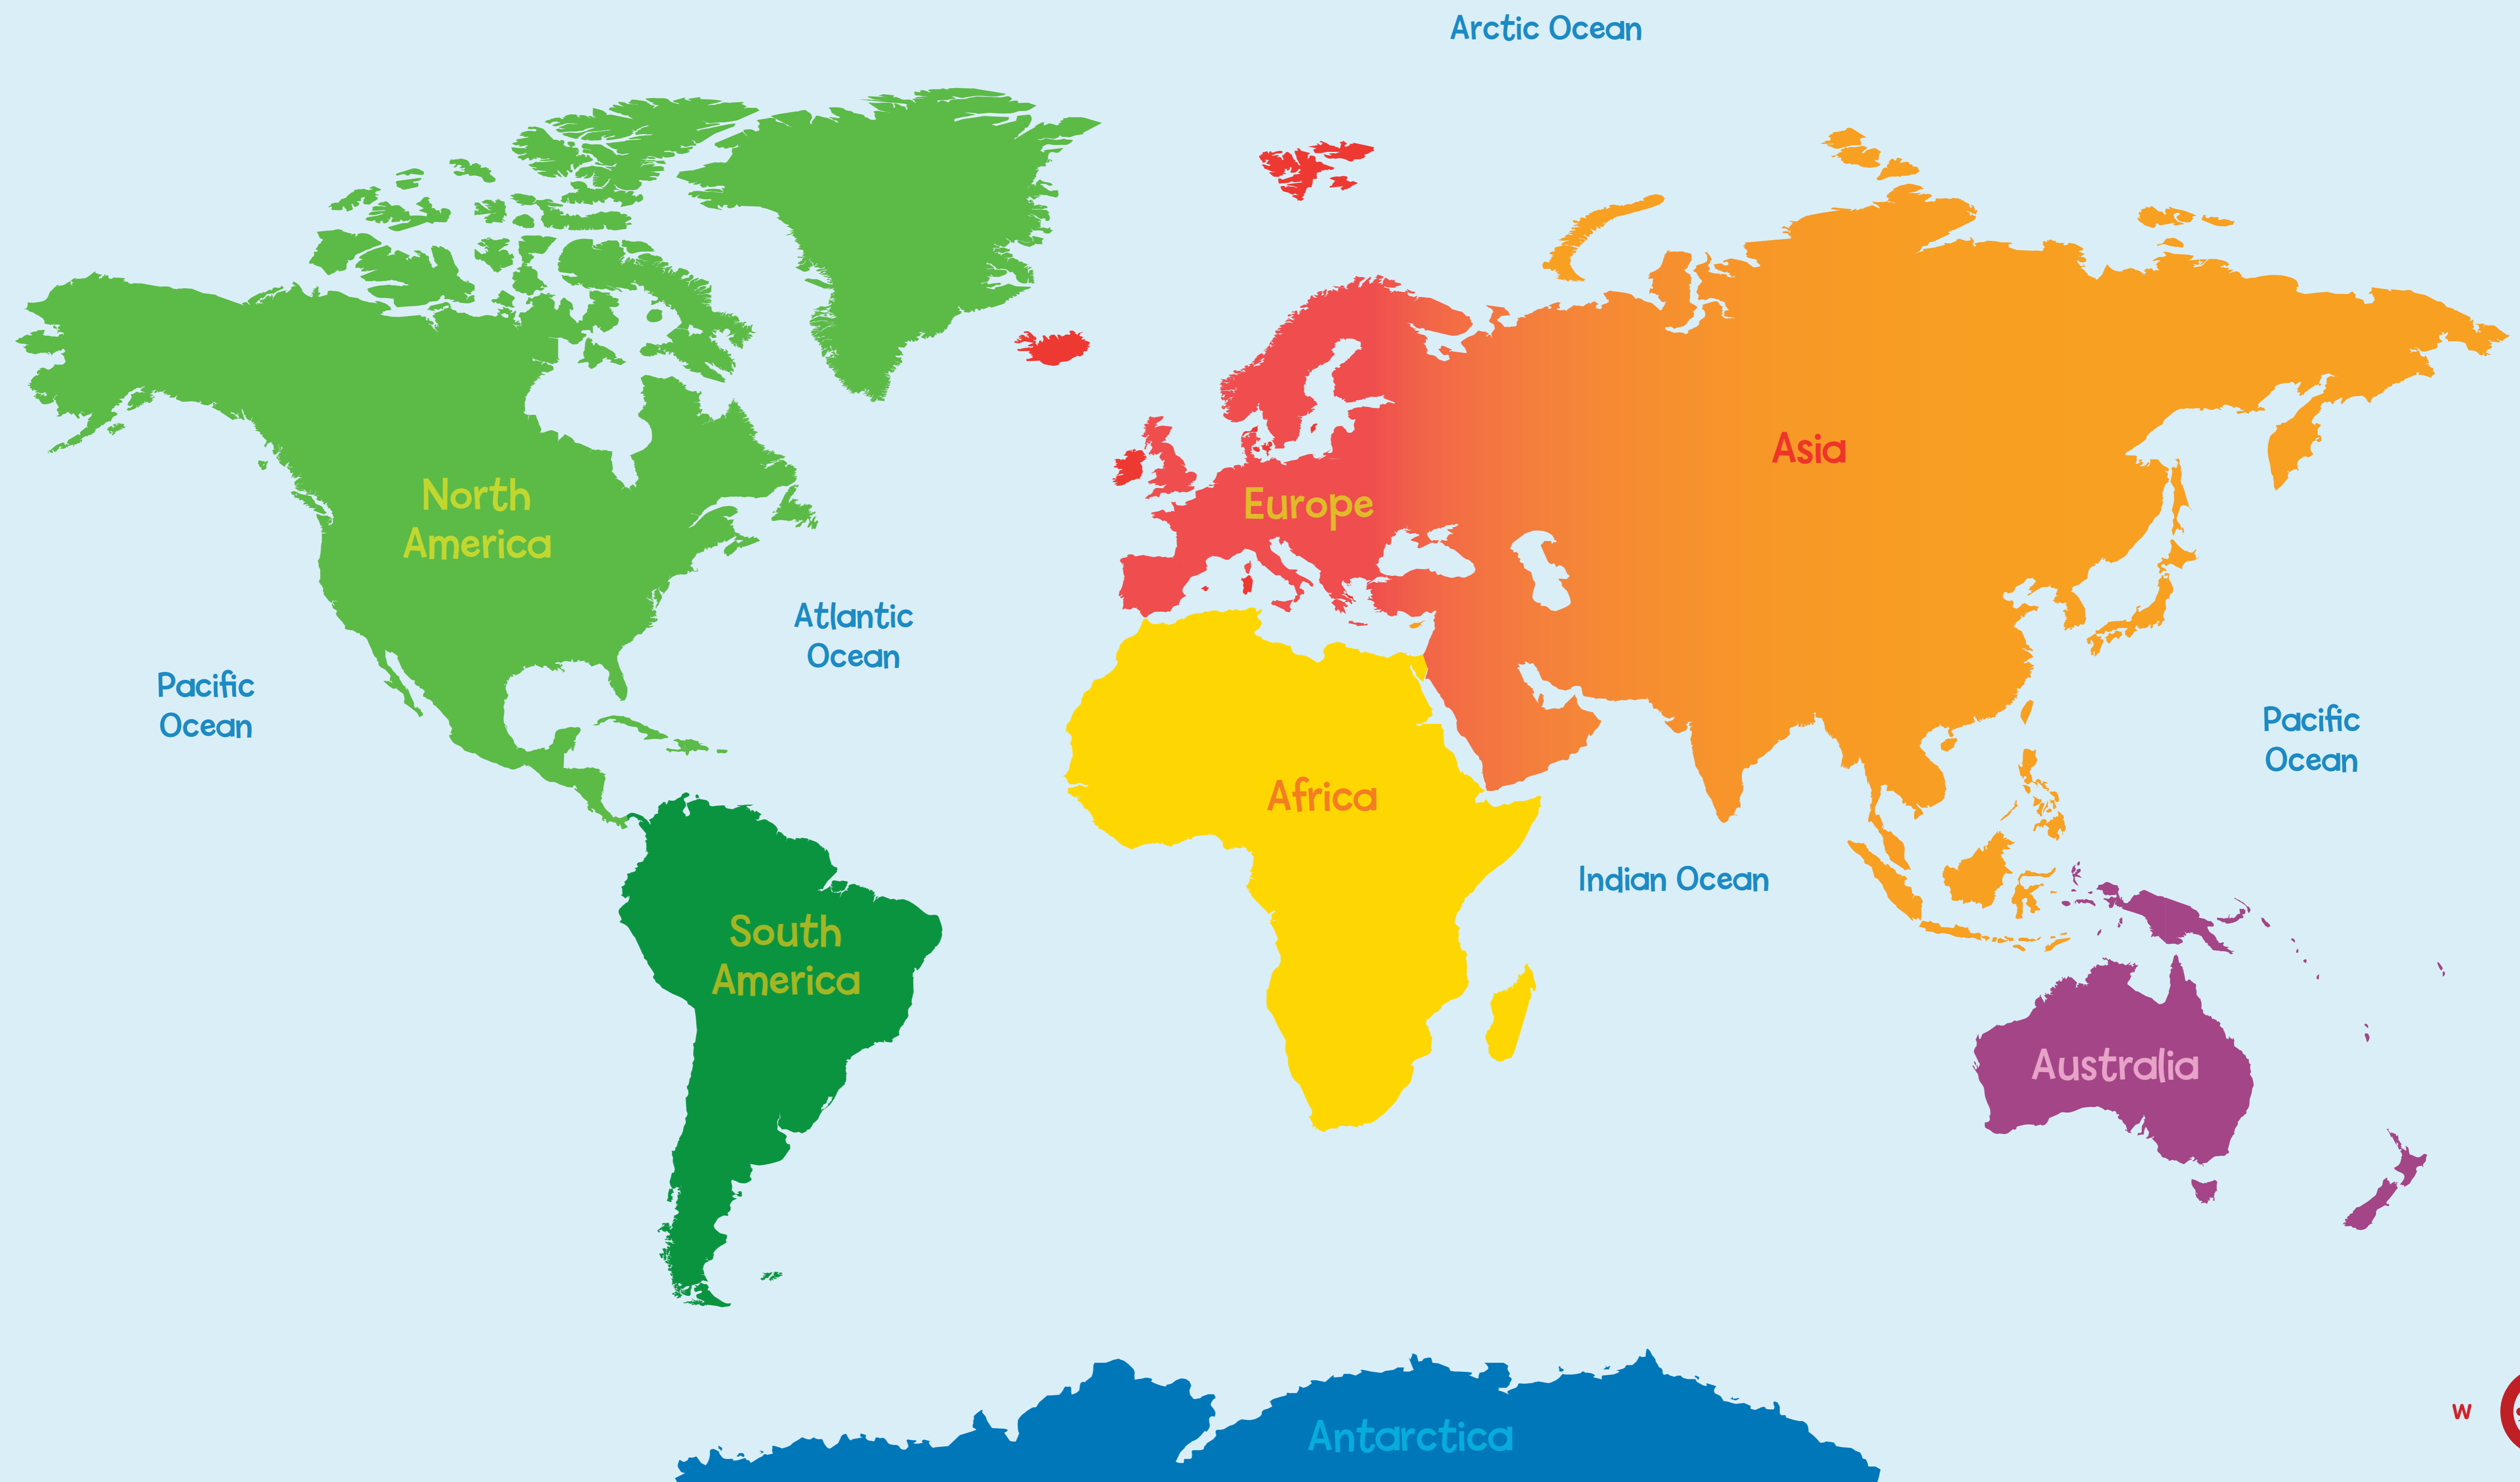 Arctic Ocean
North
America
Europe
Asia
Atlantic
Ocean
Pacific
Ocean
Pacific
Ocean
Africa
Indian Ocean
South
America
Australia
Antarctica
W